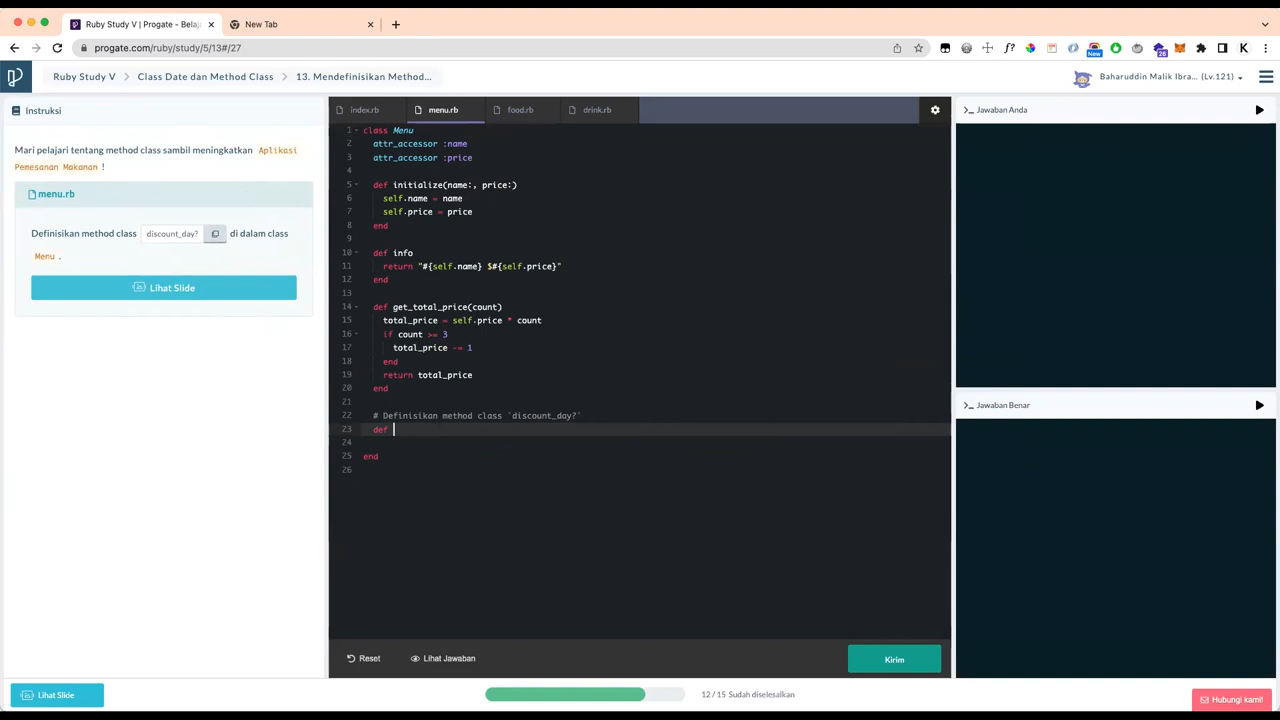 Ruby Study V | Progate - Belaj
New Tab
progate.com/ruby/study/5/13#/27
New
26
K
Ruby Study V
Class Date dan Method Class
13. Mendefinisikan Method...
Baharuddin Malik Ibra... (Lv.121)
Instruksi
Mari pelajari tentang method class sambil meningkatkan Aplikasi
Pemesanan Makanan !
menu.rb
Definisikan method class discount_day? di dalam class
Menu .
Lihat Slide
index.rb
menu.rb
food.rb
drink.rb
1 class Menu
2 attr_accessor :name
3 attr_accessor :price
4
5 def initialize(name:, price:)
6 self.name = name
7 self.price = price
8 end
9
10 def info
11 return "#{self.name} $#{self.price}"
12 end
13
14 def get_total_price(count)
15 total_price = self.price * count
16 if count >= 3
17 total_price -= 1
18 end
19 return total_price
20 end
21
22 # Definisikan method class `discount_day?`
23 def
24
25 end
26
Reset
Lihat Jawaban
Kirim
>_ Jawaban Anda
>_ Jawaban Benar
Lihat Slide
12 / 15 Sudah diselesaikan
Hubungi kami!